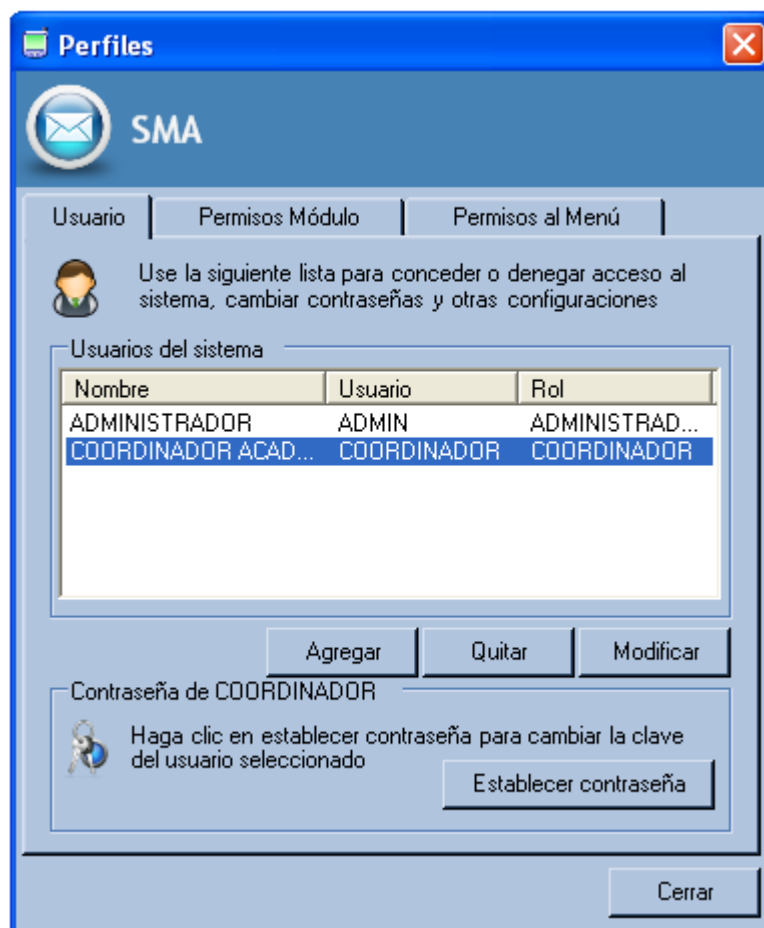 Perfiles
SMA
Usuario Permisos Módulo Permisos al Menú
Use la siguiente lista para conceder o denegar acceso al
sistema, cambiar contraseñas y otras configuraciones
Usuarios del sistema
Nombre Usuario Rol
ADMINISTRADOR ADMIN ADMINISTRAD...
COORDINADOR ACAD... COORDINADOR COORDINADOR
Agregar Quitar Modificar
Contraseña de COORDINADOR
Haga clic en establecer contraseña para cambiar la clave
del usuario seleccionado
Establecer contraseña
Cerrar